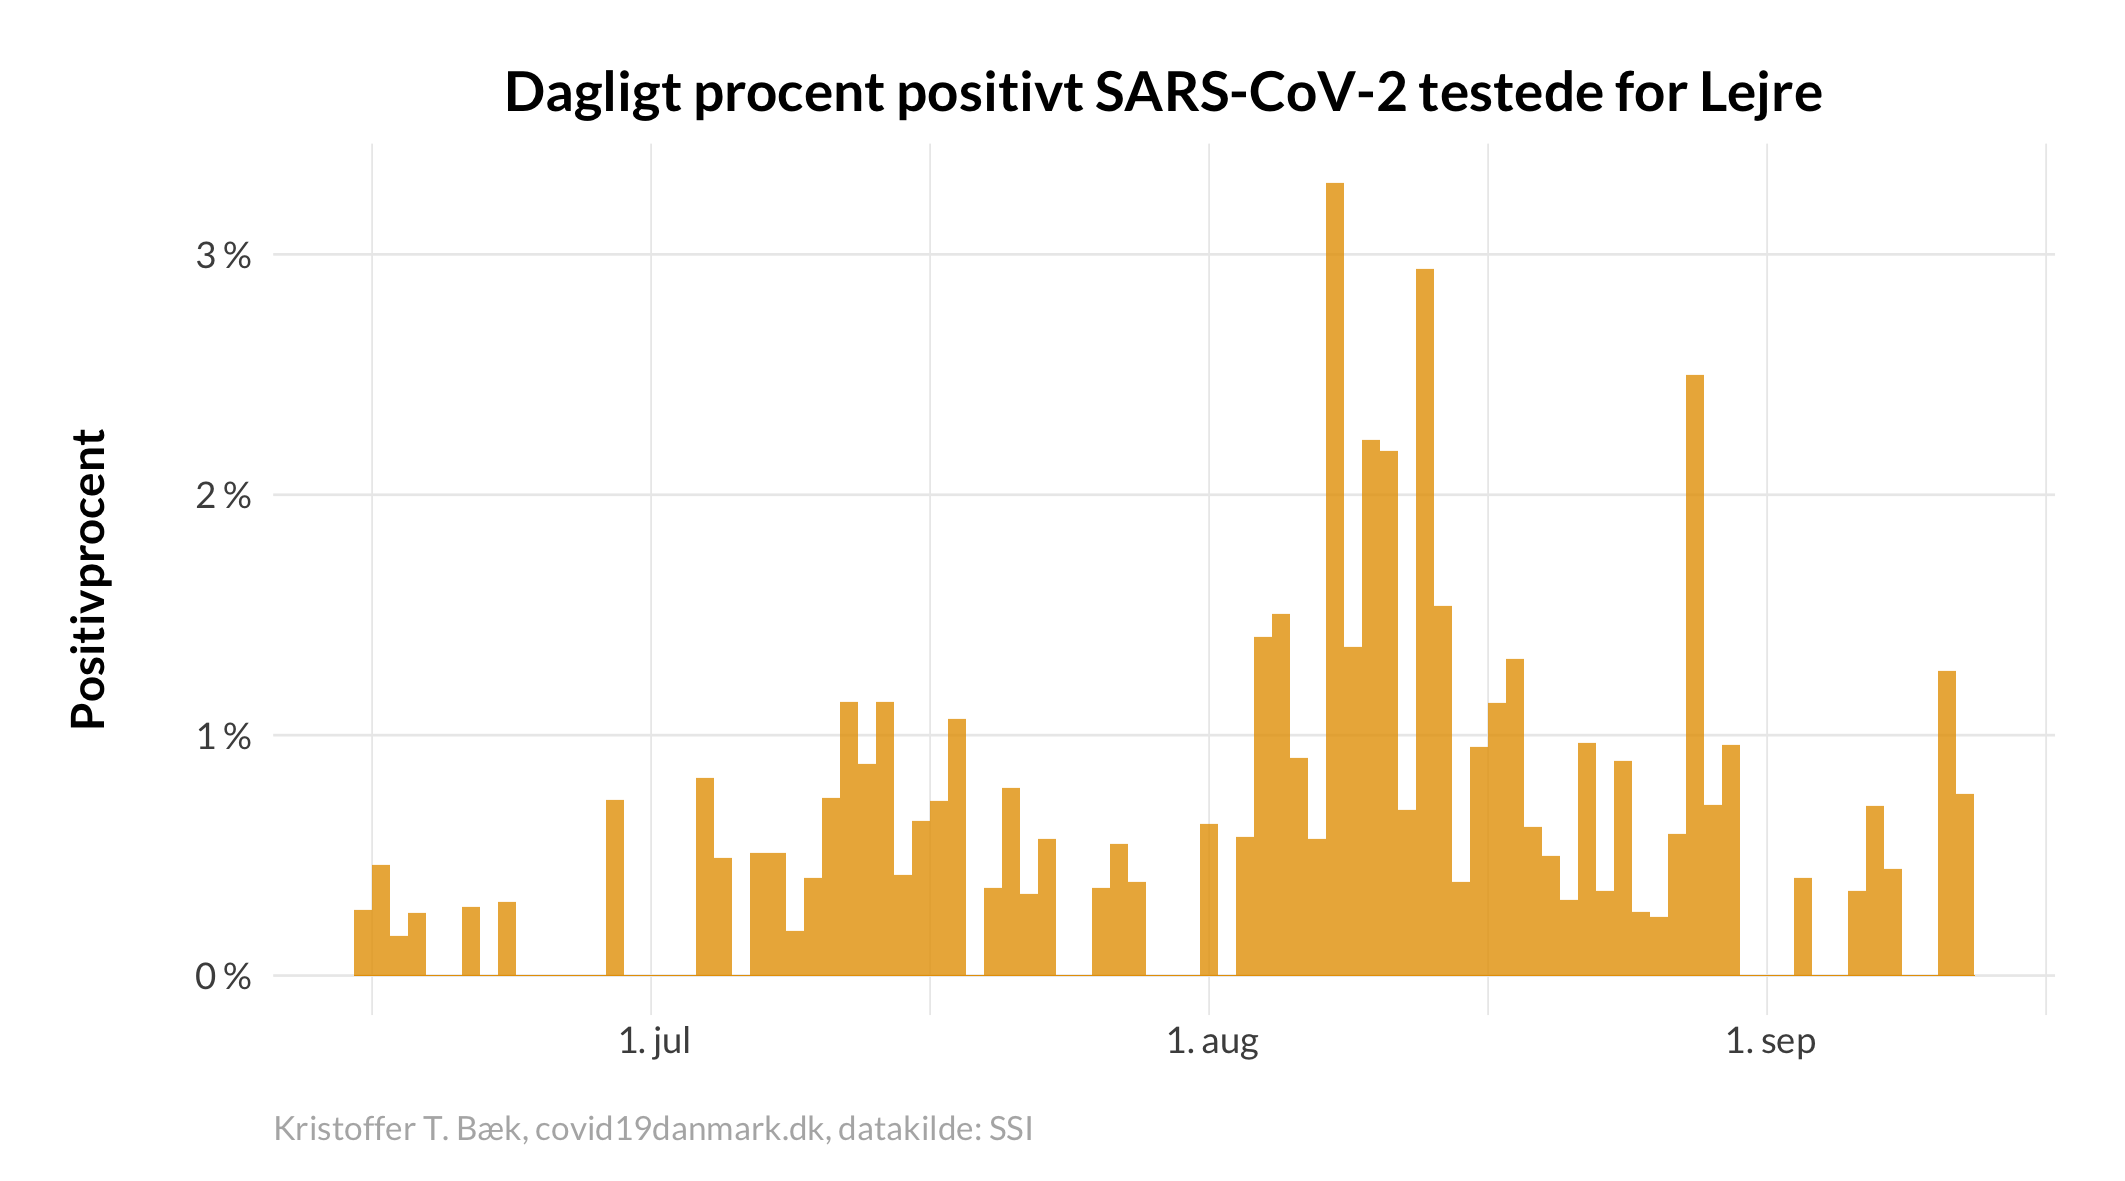 Dagligt procent positivt SARS-CoV-2 testede for Lejre
Positivprocent
3 %
2 %
1 %
0 %
1. jul
1. aug
1. sep
Kristoffer T. Bæk, covid19danmark.dk, datakilde: SSI